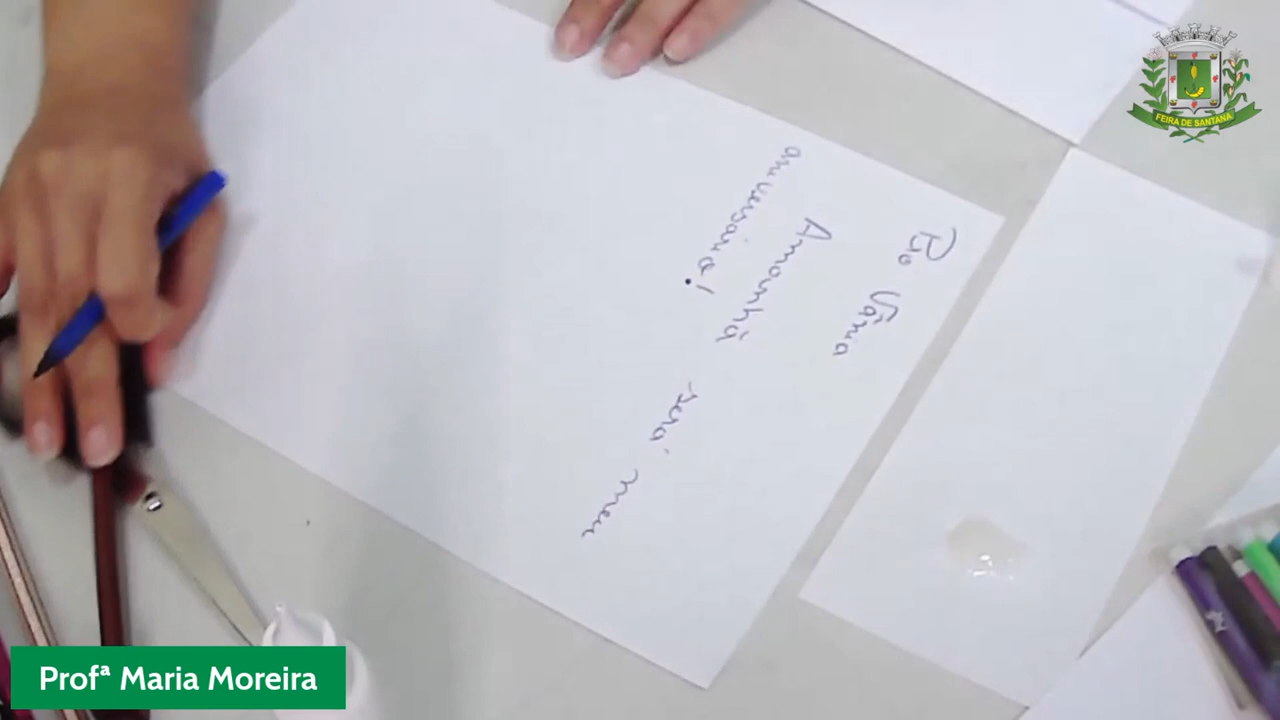 Pro Vânia
Amanhã será meu
aniversário!
FEIRA DE SANTANA
Profª Maria Moreira